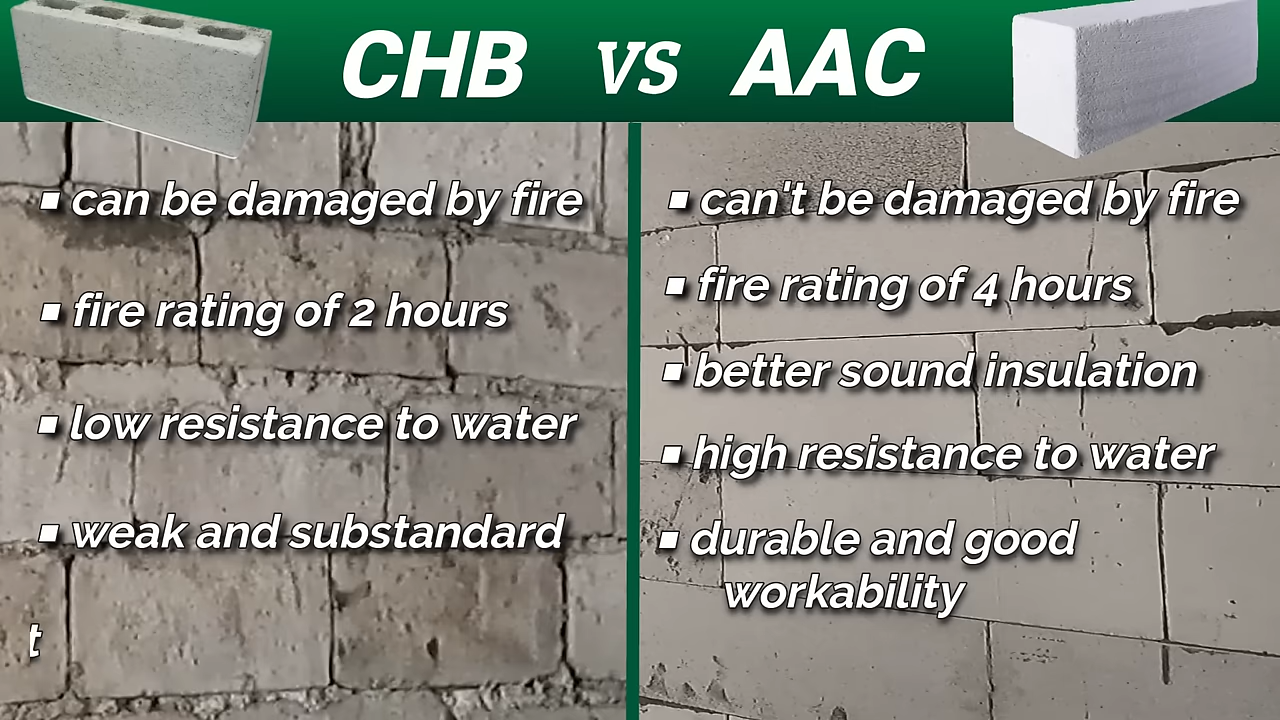 CHB vs AAC
▪ can be damaged by fire
▪ fire rating of 2 hours
▪ low resistance to water
▪ weak and substandard
t
▪ can't be damaged by fire
▪ fire rating of 4 hours
▪ better sound insulation
▪ high resistance to water
▪ durable and good
workability